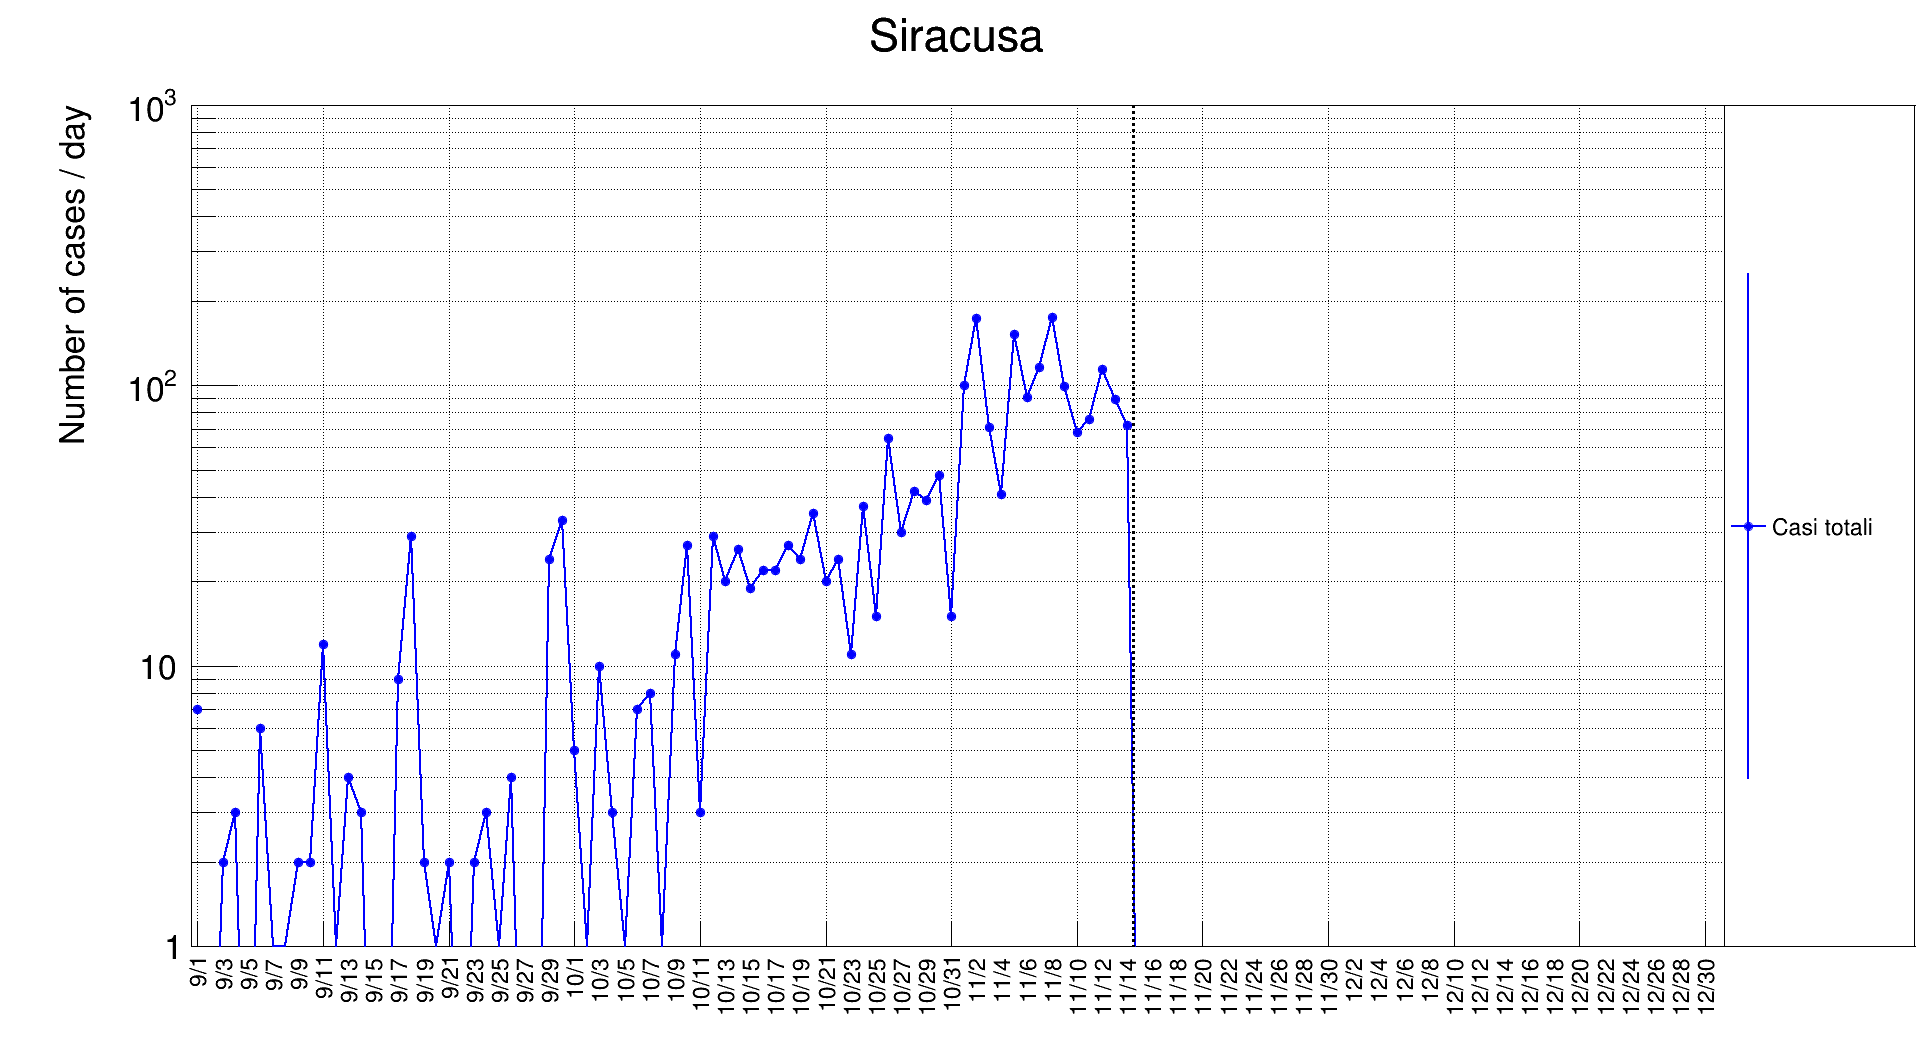 Siracusa
Number of cases / day
10³
10²
10
1
9/1 9/3 9/5 9/7 9/9 9/11 9/13 9/15 9/17 9/19 9/21 9/23 9/25 9/27 9/29 10/1 10/3 10/5 10/7 10/9 10/11 10/13 10/15 10/17 10/19 10/21 10/23 10/25 10/27 10/29 10/31 11/2 11/4 11/6 11/8 11/10 11/12 11/14 11/16 11/18 11/20 11/22 11/24 11/26 11/28 11/30 12/2 12/4 12/6 12/8 12/10 12/12 12/14 12/16 12/18 12/20 12/22 12/24 12/26 12/28 12/30
Casi totali